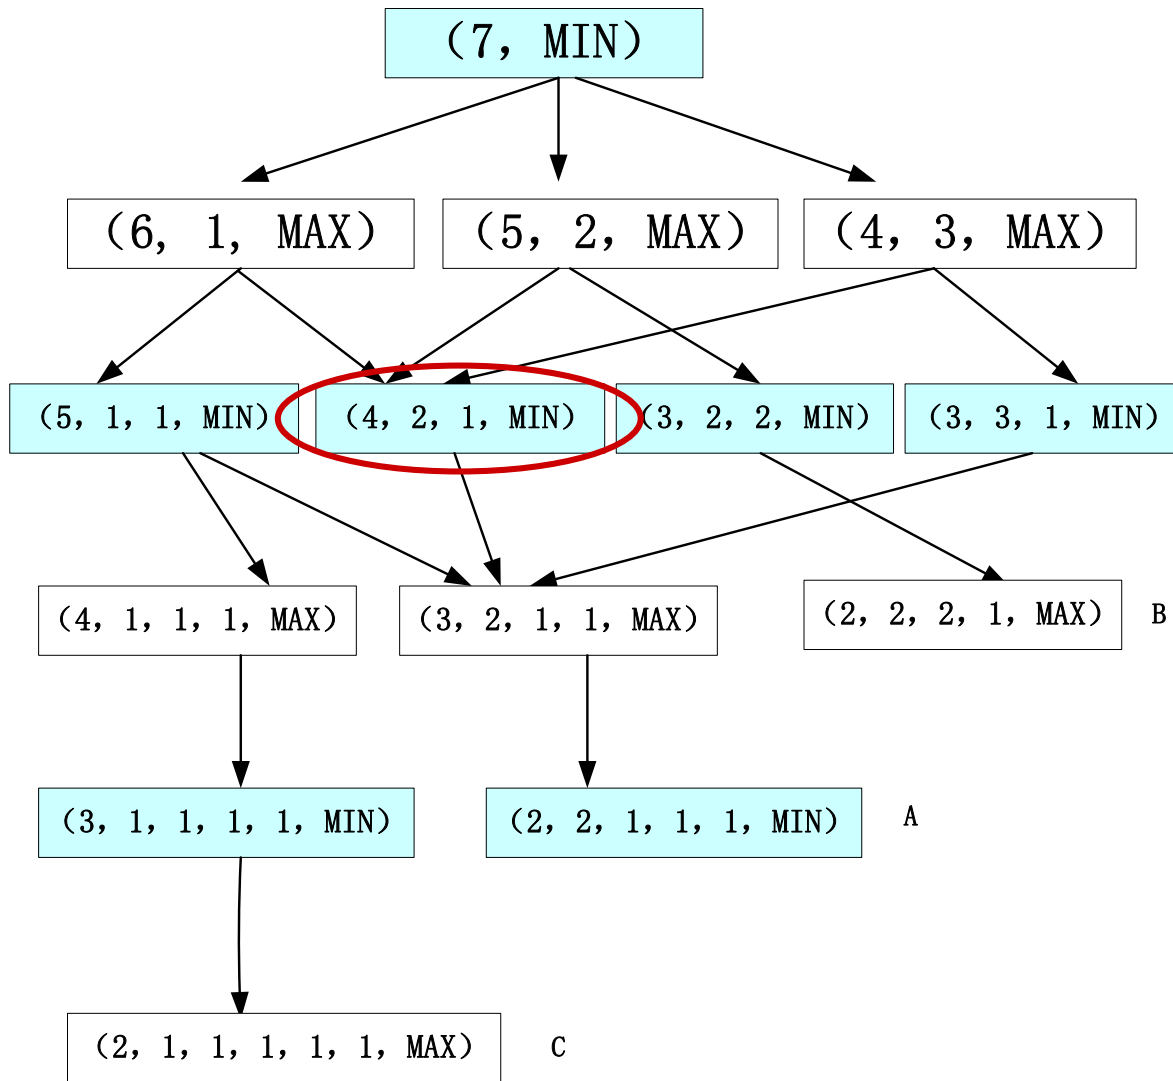 (7, MIN)
(6, 1, MAX)
(5, 2, MAX)
(4, 3, MAX)
(5, 1, 1, MIN)
(4, 2, 1, MIN)
(3, 2, 2, MIN)
(3, 3, 1, MIN)
(4, 1, 1, 1, MAX)
(3, 2, 1, 1, MAX)
(2, 2, 2, 1, MAX)
B
(3, 1, 1, 1, 1, MIN)
(2, 2, 1, 1, 1, MIN)
A
(2, 1, 1, 1, 1, 1, MAX)
C